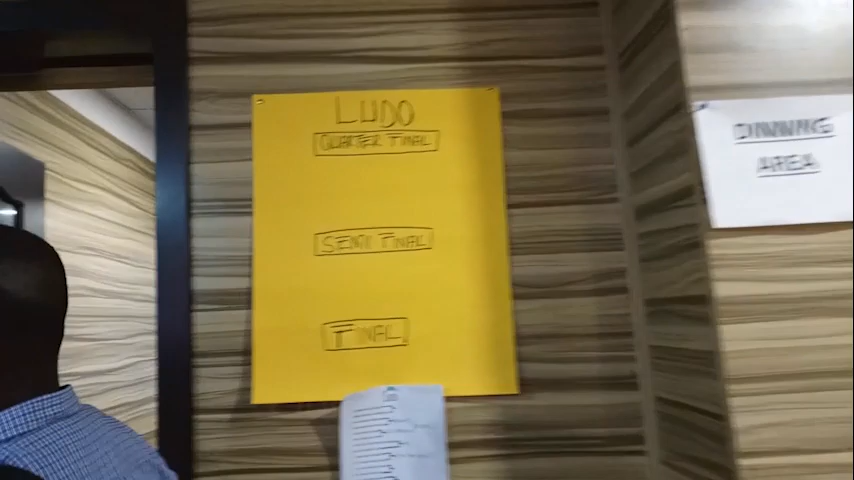 LUDO
QUARTER FINAL
SEMI FINAL
FINAL
DINNING
AREA